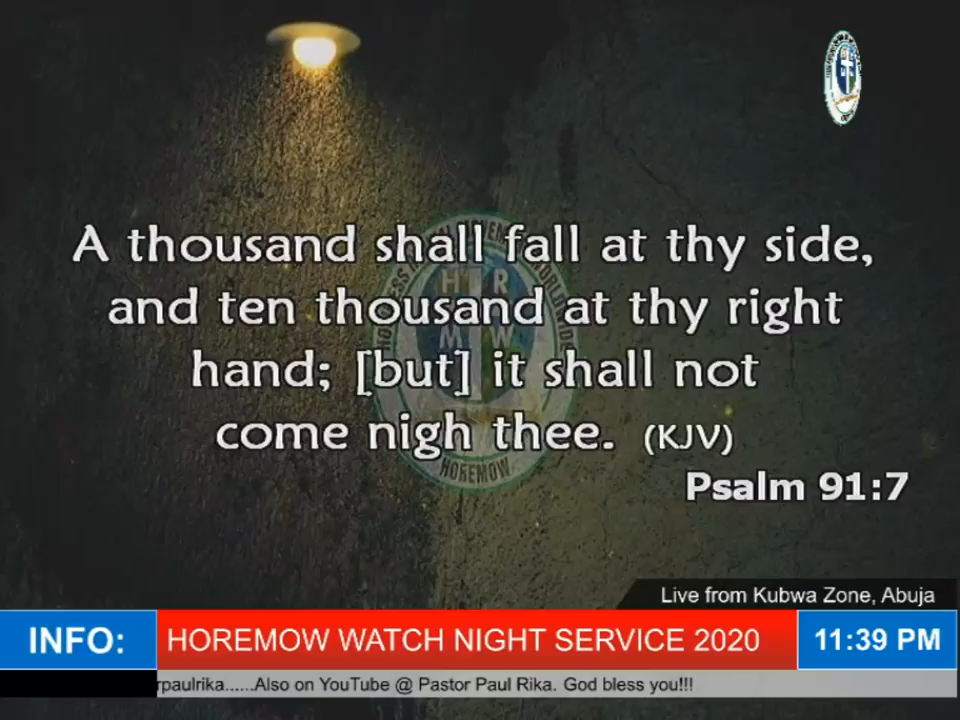 A thousand shall fall at thy side,
and ten thousand at thy right
hand; [but] it shall not
come nigh thee. (KJV)
Psalm 91:7
HOREMOW
Live from Kubwa Zone, Abuja
INFO:
HOREMOW WATCH NIGHT SERVICE 2020
11:39 PM
rpaulrika......Also on YouTube @ Pastor Paul Rika. God bless you!!!